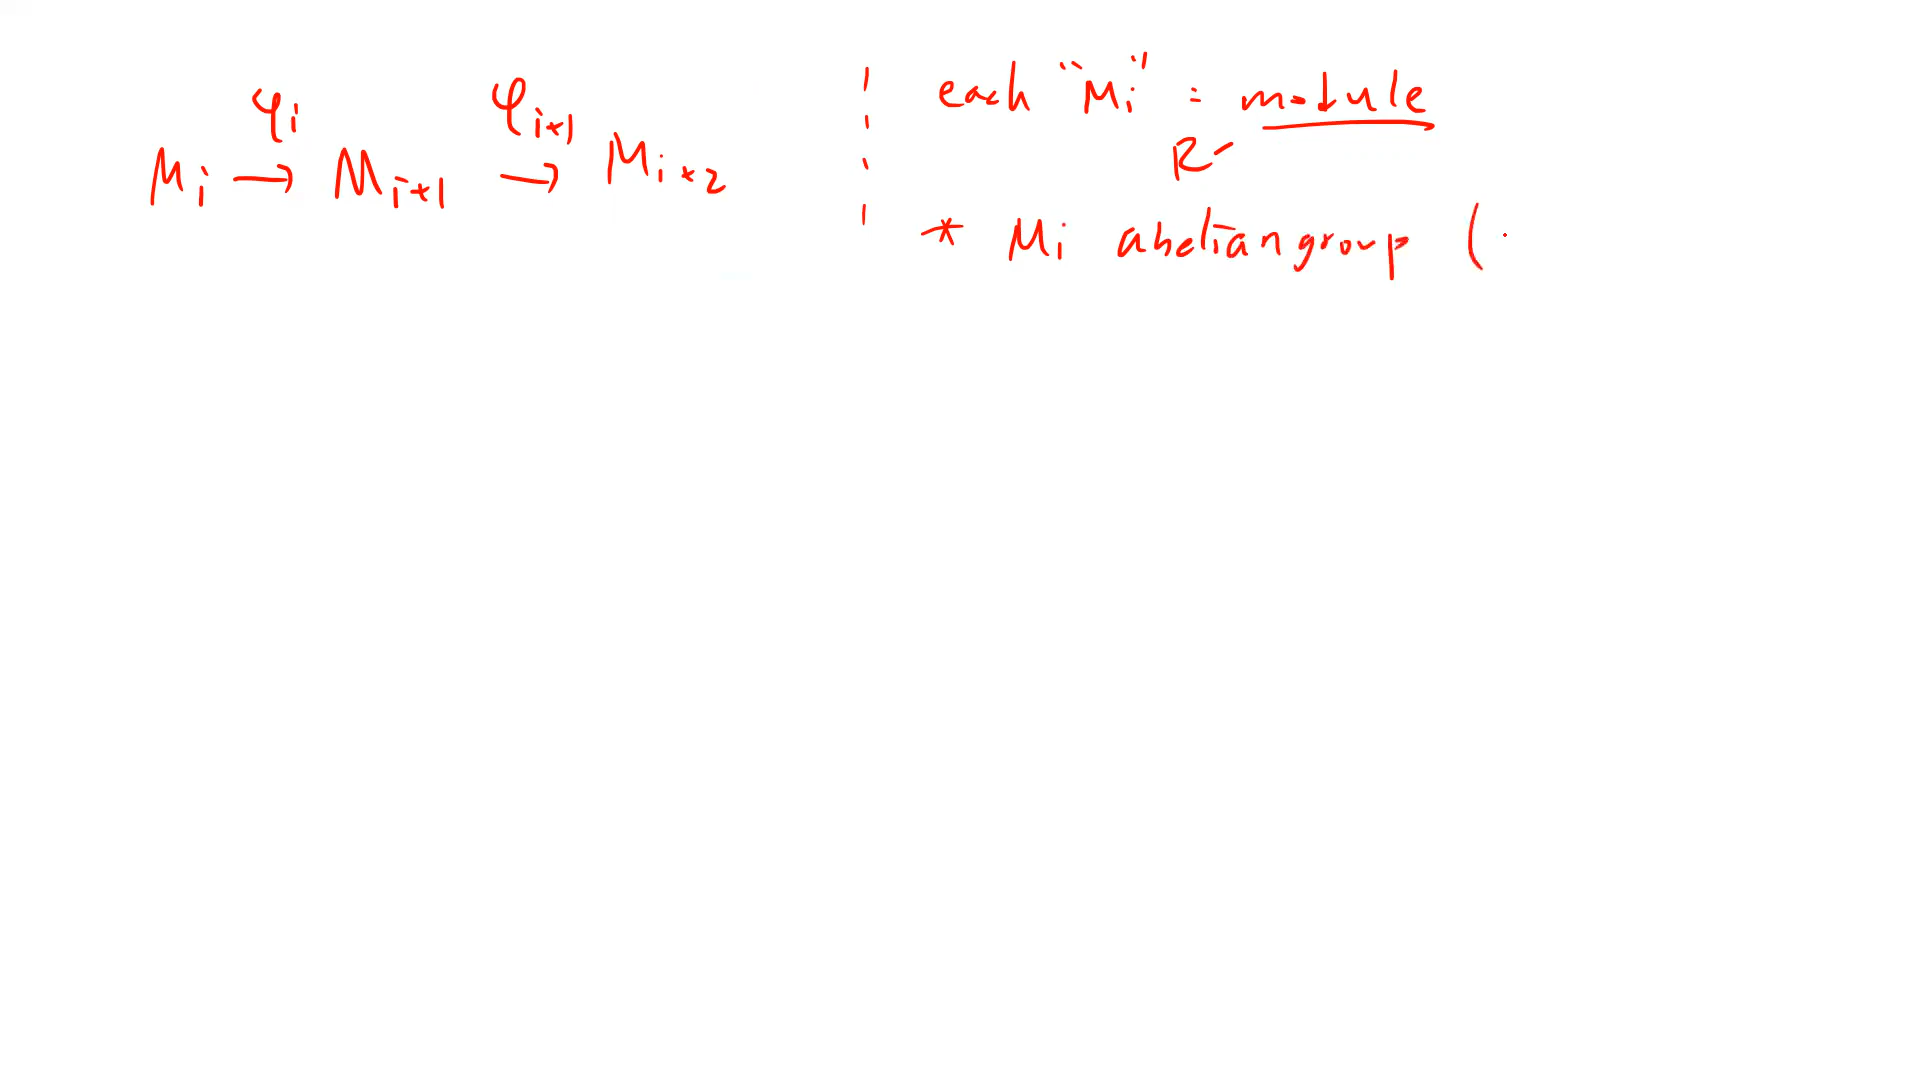 φi φi+1
Mi → Mi+1 → Mi+2
each "Mi" = module
R-
* Mi abelian group (